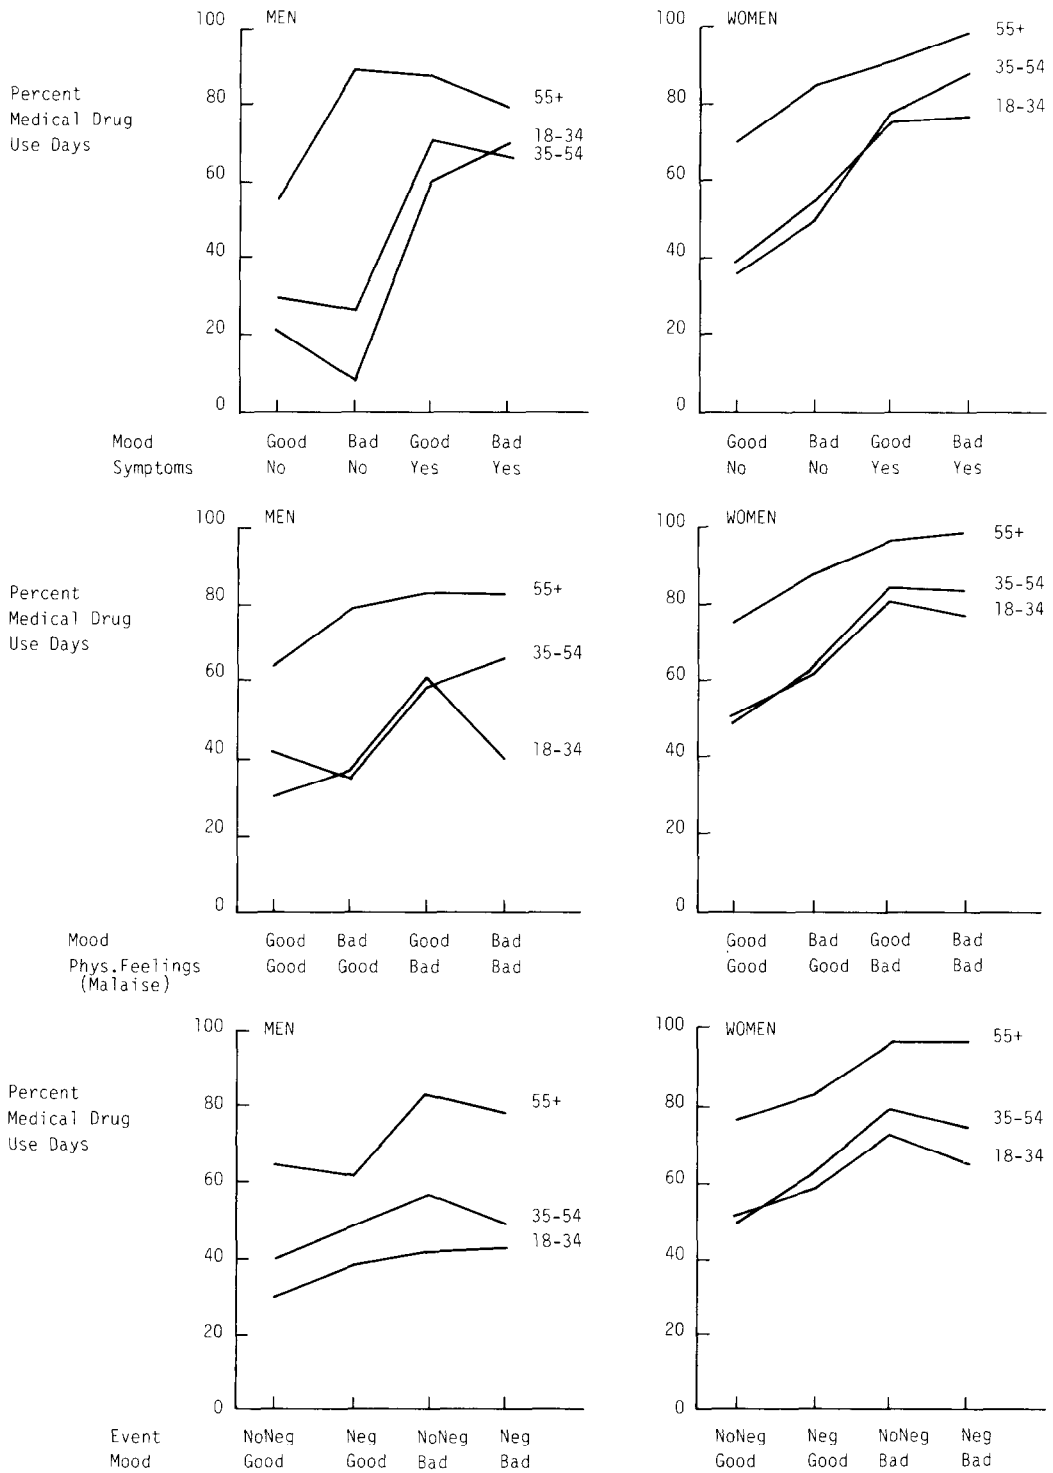 100 MEN 100 WOMEN
55+
35-54
Percent 80 55+ 80
Medical Drug 18-34
Use Days 18-34
60 35-54 60
40 40
20 20
0 0
Mood Good Bad Good Bad Good Bad Good Bad
Symptoms No No Yes Yes No No Yes Yes
100 MEN 100 WOMEN
55+
Percent 80 55+ 80 35-54
Medical Drug 18-34
Use Days
60 35-54 60
40 18-34 40
20 20
0 0
Mood Good Bad Good Bad Good Bad Good Bad
Phys.Feelings Good Good Bad Bad Good Good Bad Bad
(Malaise)
100 MEN 100 WOMEN
55+
Percent 80 55+ 80
Medical Drug 35-54
Use Days 18-34
60 60
35-54
40 18-34 40
20 20
0 0
Event NoNeg Neg NoNeg Neg NoNeg Neg NoNeg Neg
Mood Good Good Bad Bad Good Good Bad Bad